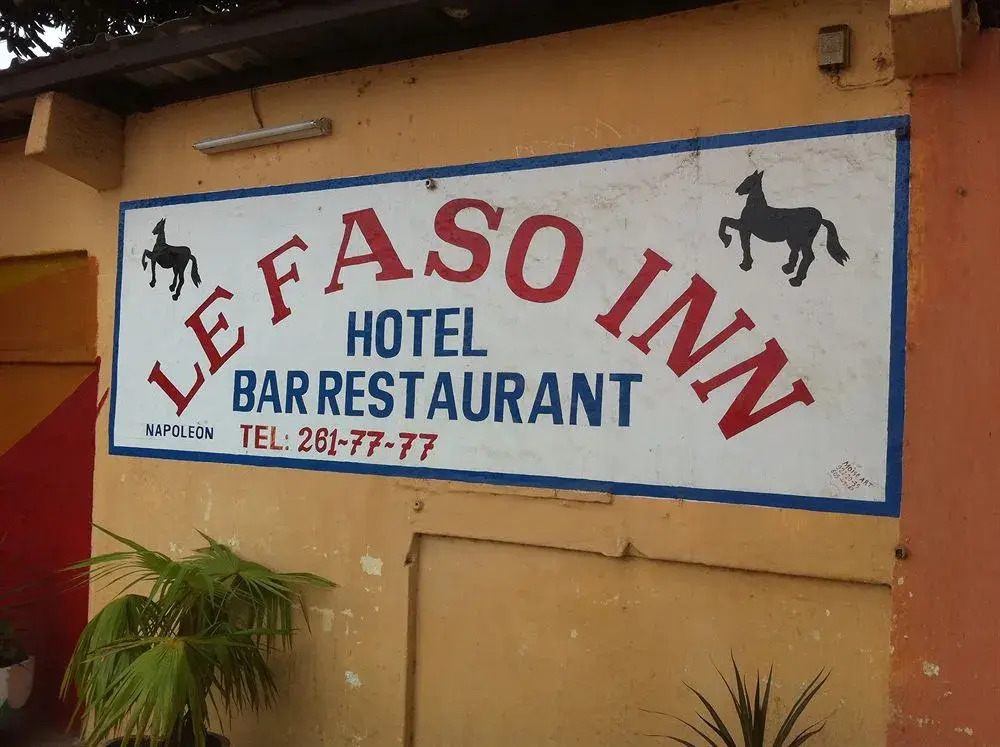 LE FASO INN
HOTEL
BAR RESTAURANT
NAPOLEON TEL: 261-77-77